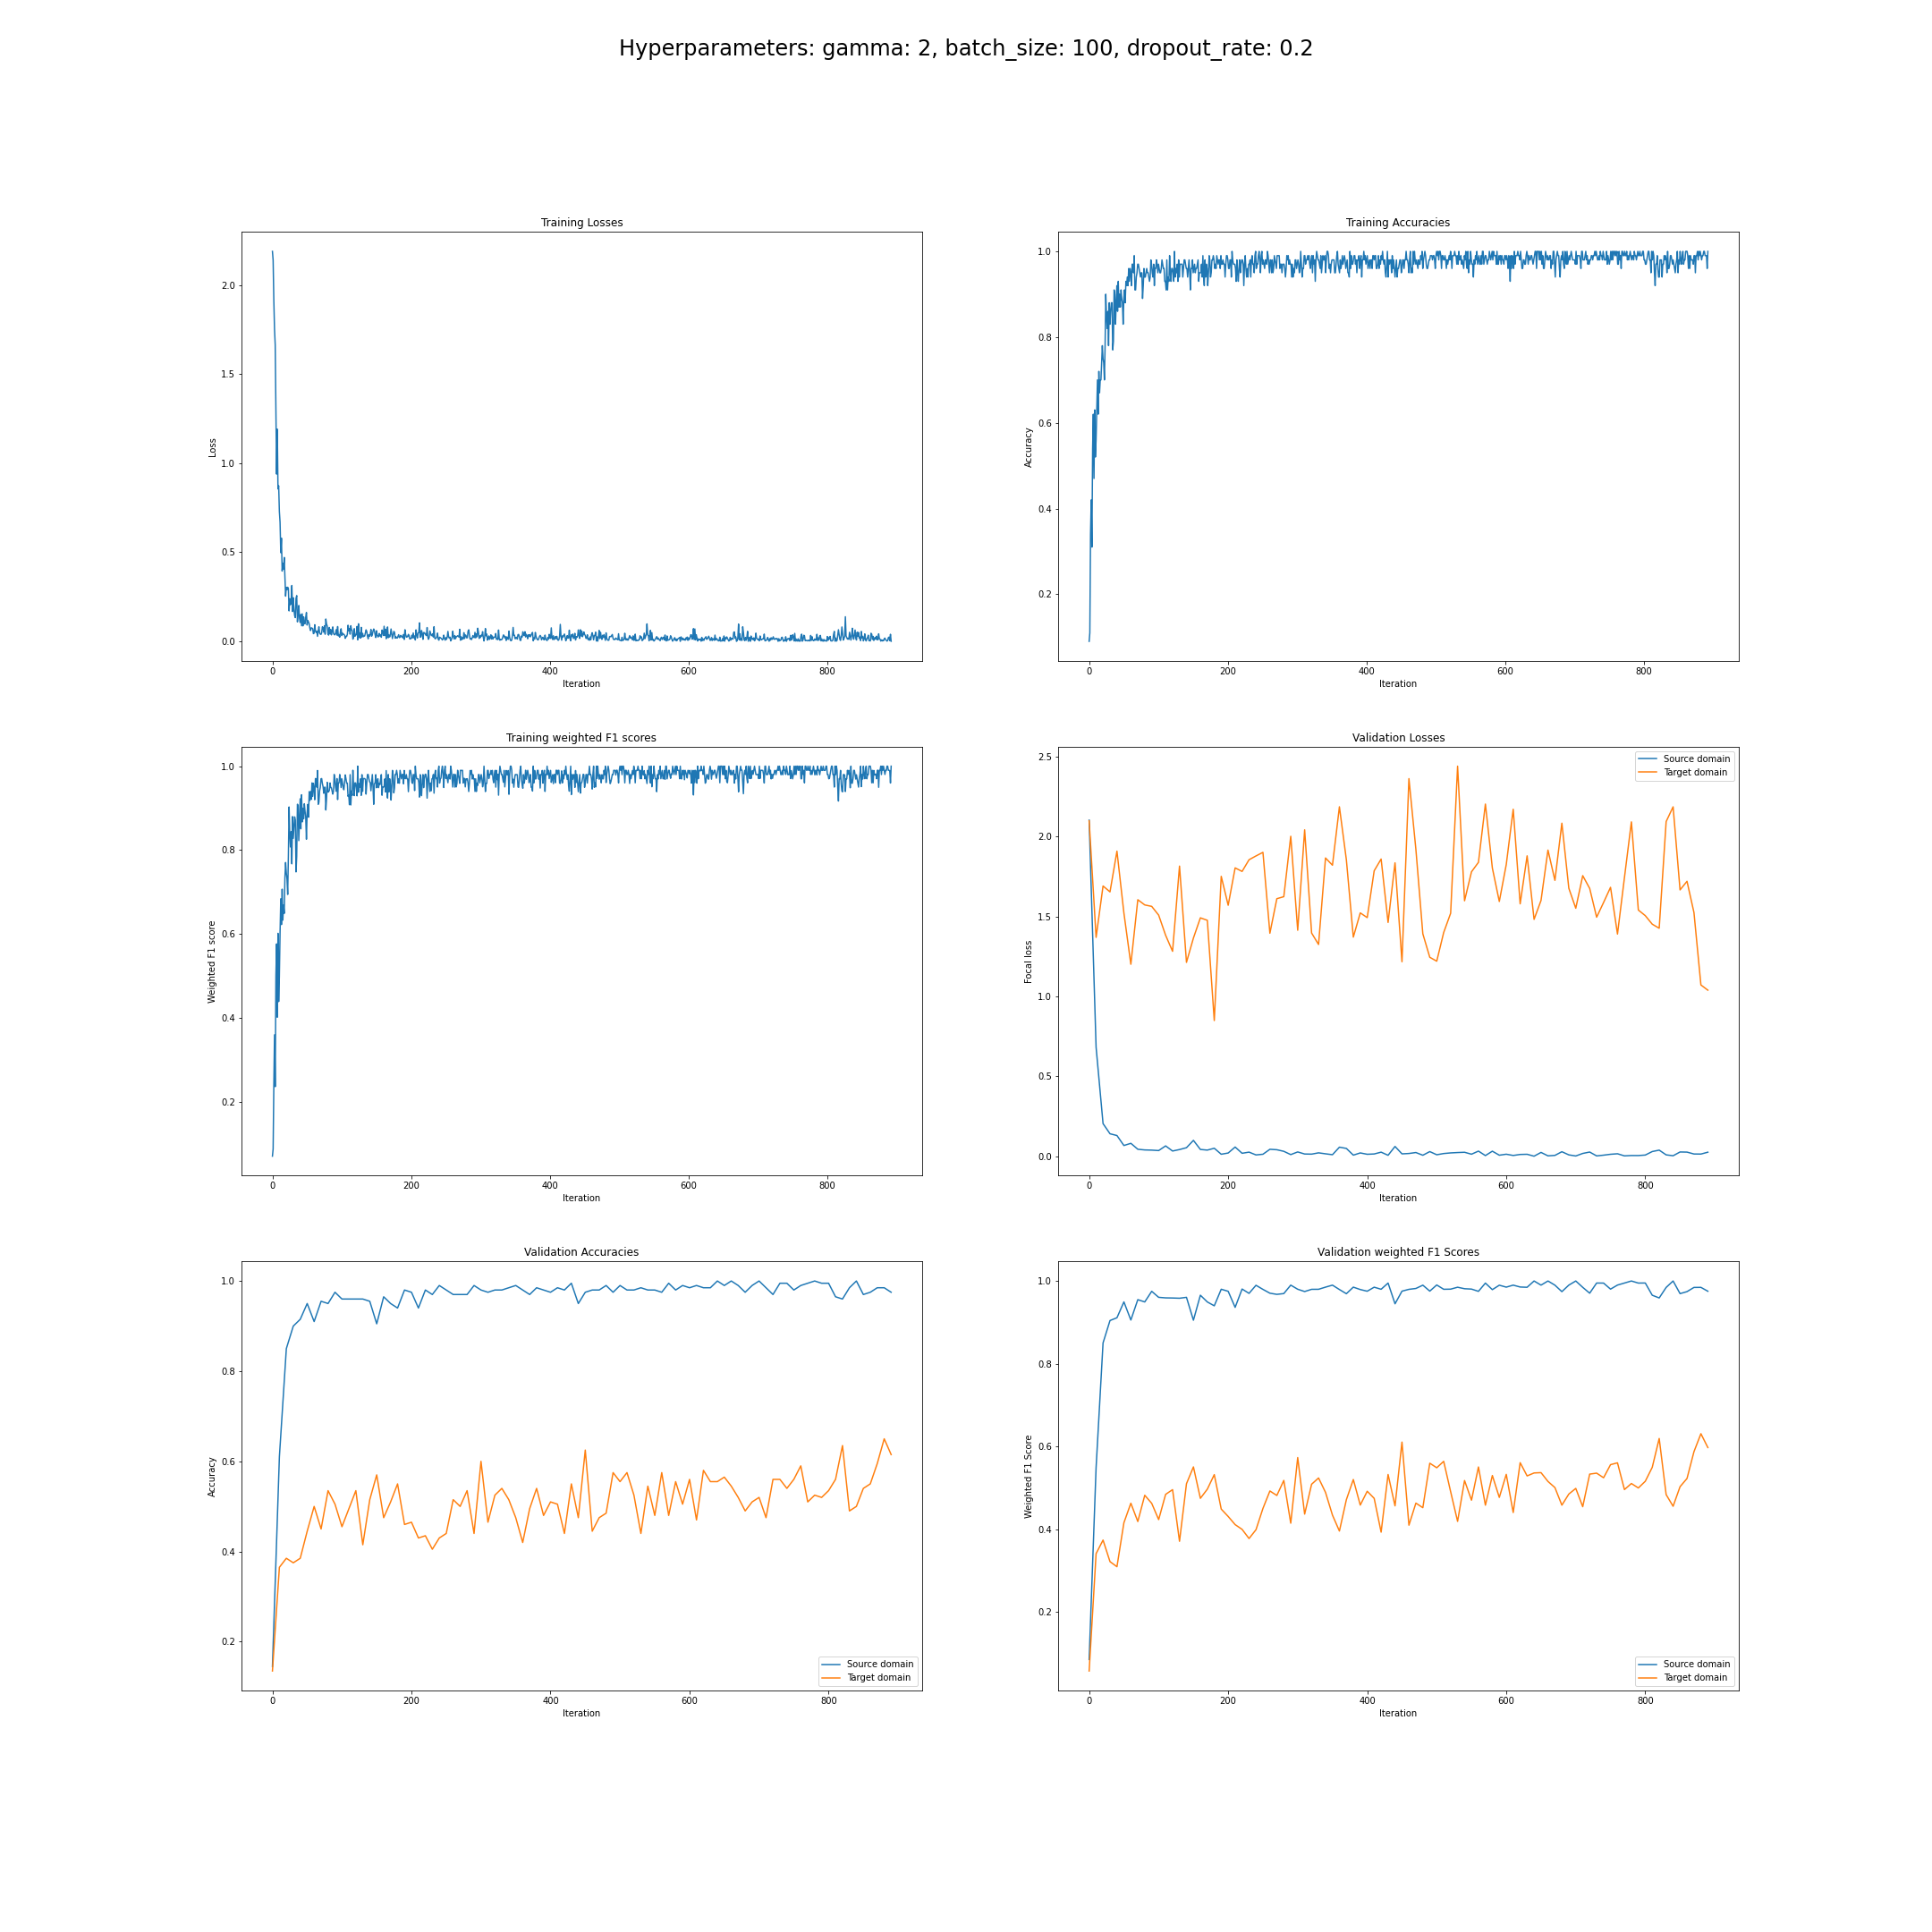 Hyperparameters: gamma: 2, batch_size: 100, dropout_rate: 0.2
Training Losses
2.0
1.5
1.0
0.5
0.0
Loss
0 200 400 600 800
Iteration
Training Accuracies
1.0
0.8
0.6
0.4
0.2
Accuracy
0 200 400 600 800
Iteration
Training weighted F1 scores
1.0
0.8
0.6
0.4
0.2
Weighted F1 score
0 200 400 600 800
Iteration
Validation Losses
2.5
2.0
1.5
1.0
0.5
0.0
Focal loss
Source domain
Target domain
0 200 400 600 800
Iteration
Validation Accuracies
1.0
0.8
0.6
0.4
0.2
Accuracy
Source domain
Target domain
0 200 400 600 800
Iteration
Validation weighted F1 Scores
1.0
0.8
0.6
0.4
0.2
Weighted F1 Score
Source domain
Target domain
0 200 400 600 800
Iteration